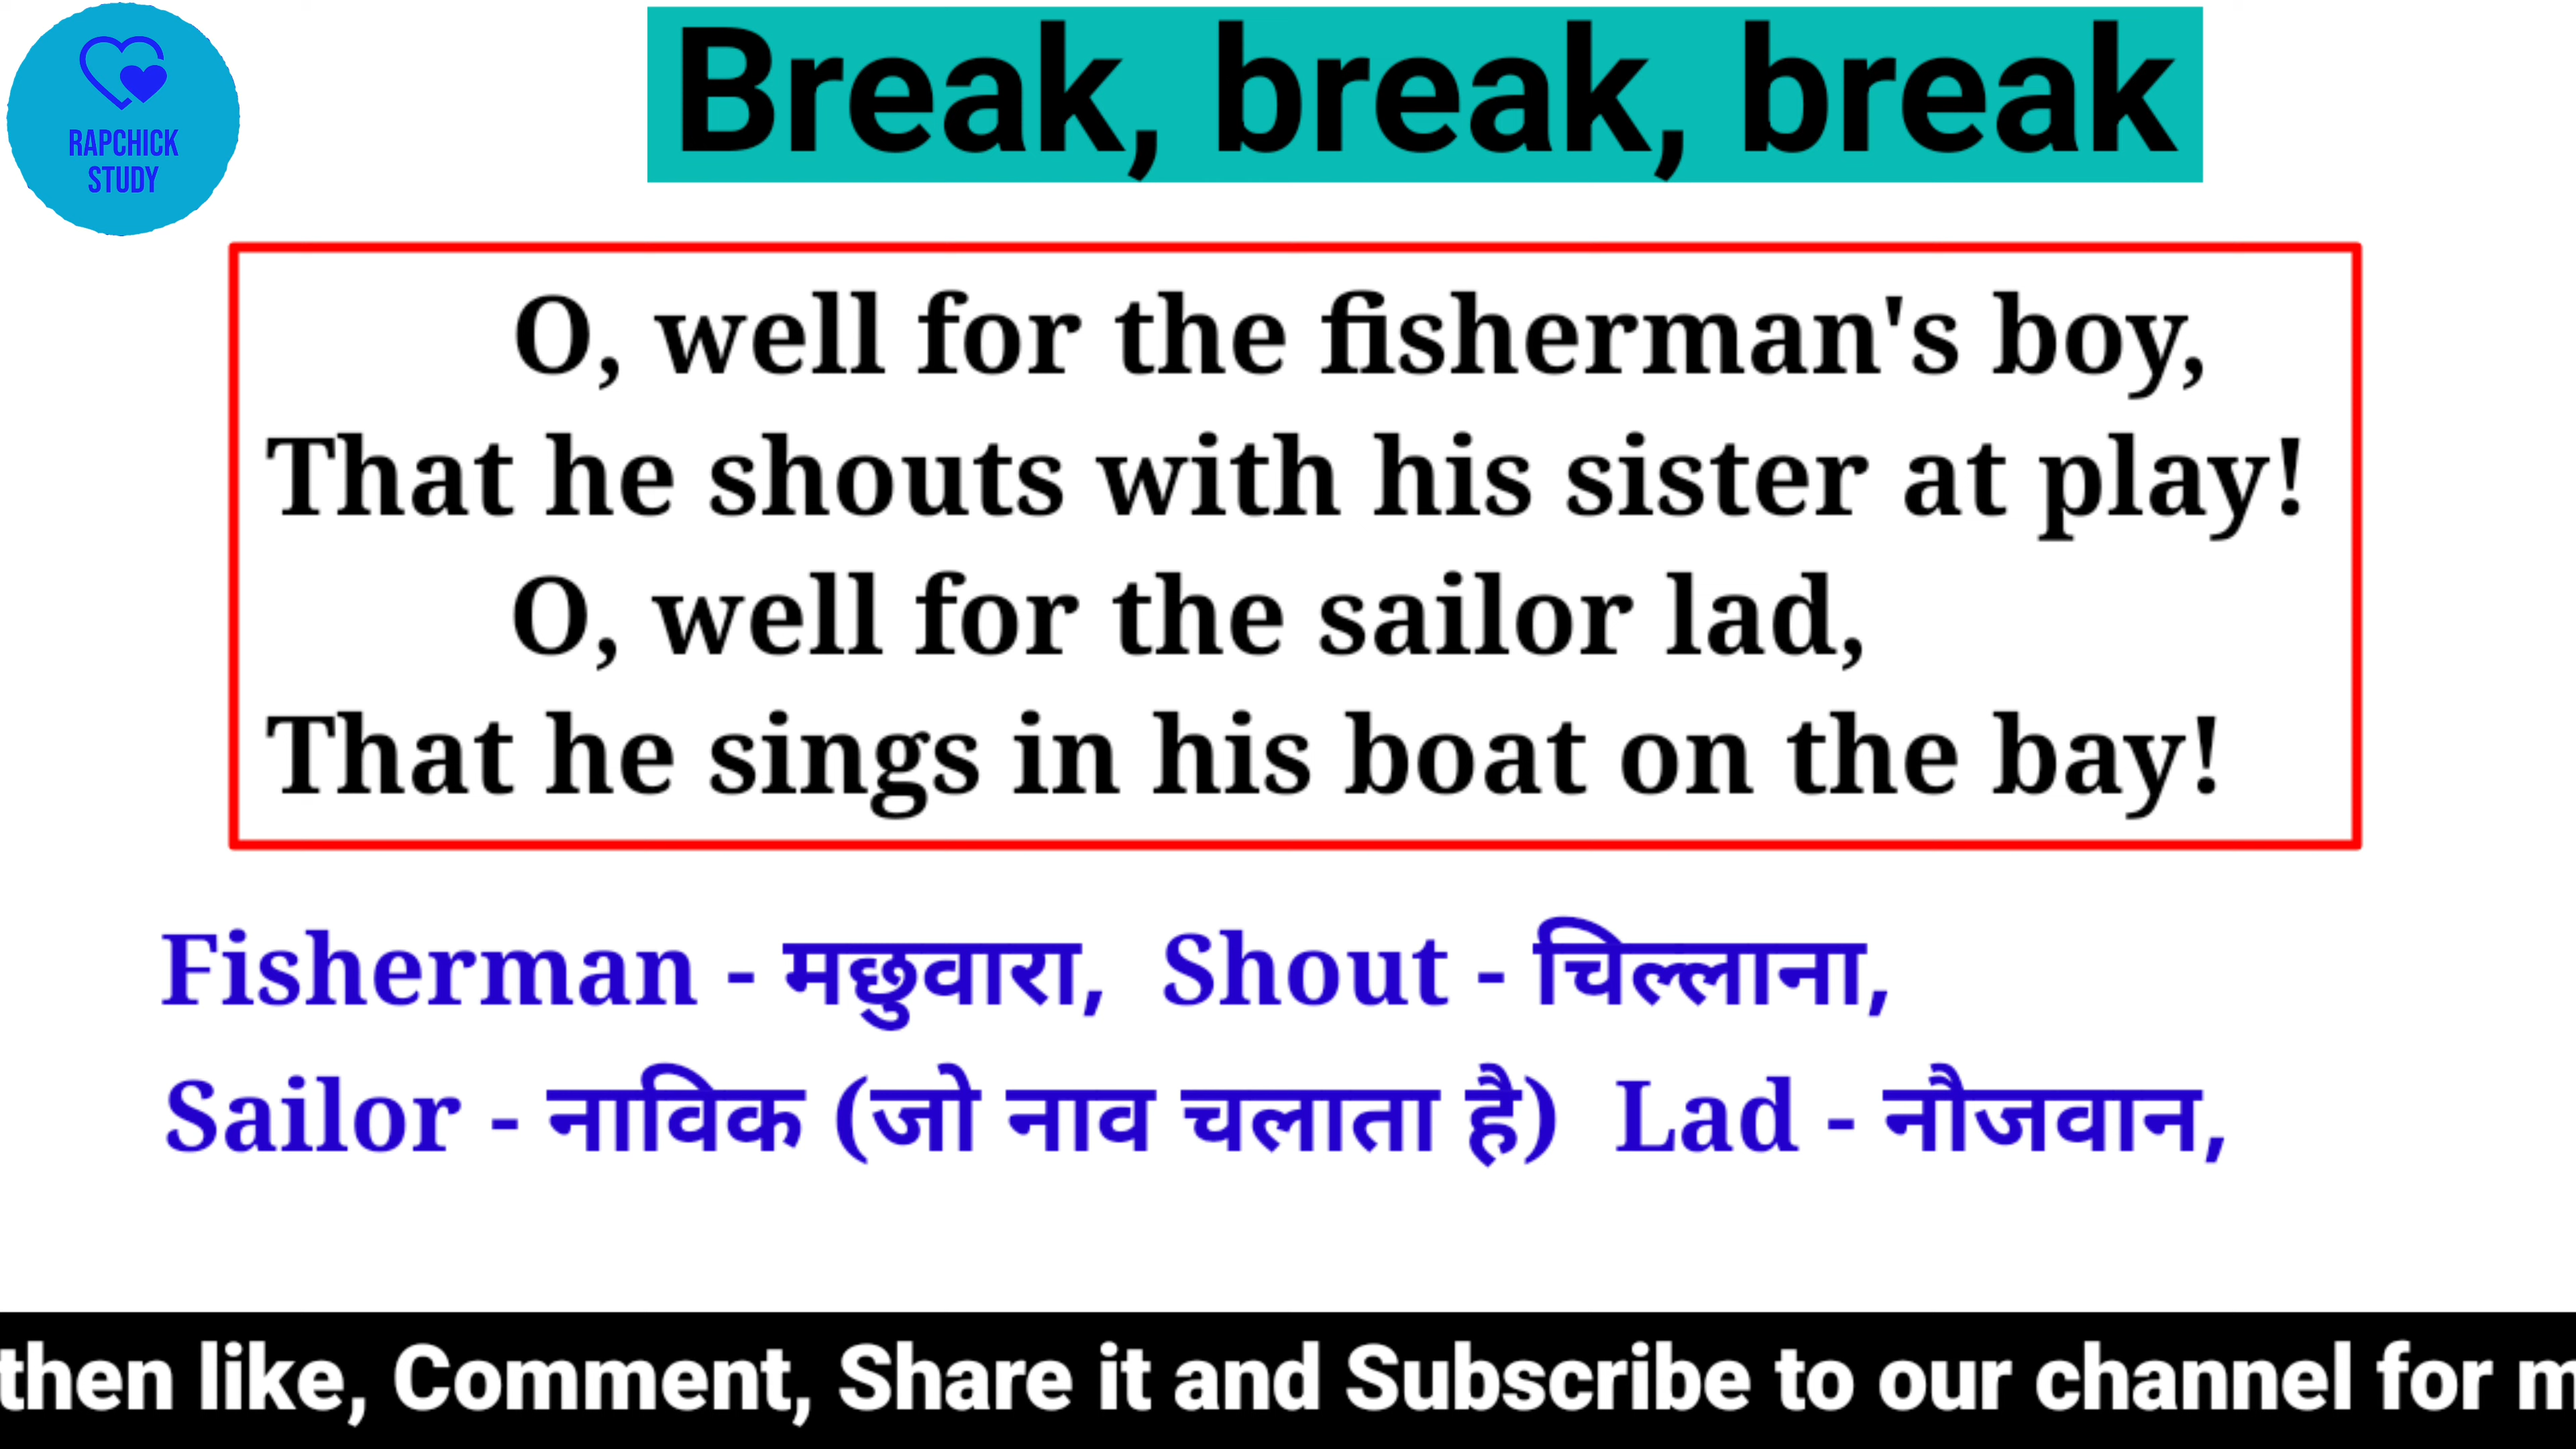 RAPCHICK
STUDY
Break, break, break
O, well for the fisherman's boy,
That he shouts with his sister at play!
O, well for the sailor lad,
That he sings in his boat on the bay!
Fisherman - मछुवारा, Shout - चिल्लाना,
Sailor - नाविक (जो नाव चलाता है) Lad - नौजवान,
then like, Comment, Share it and Subscribe to our channel for m